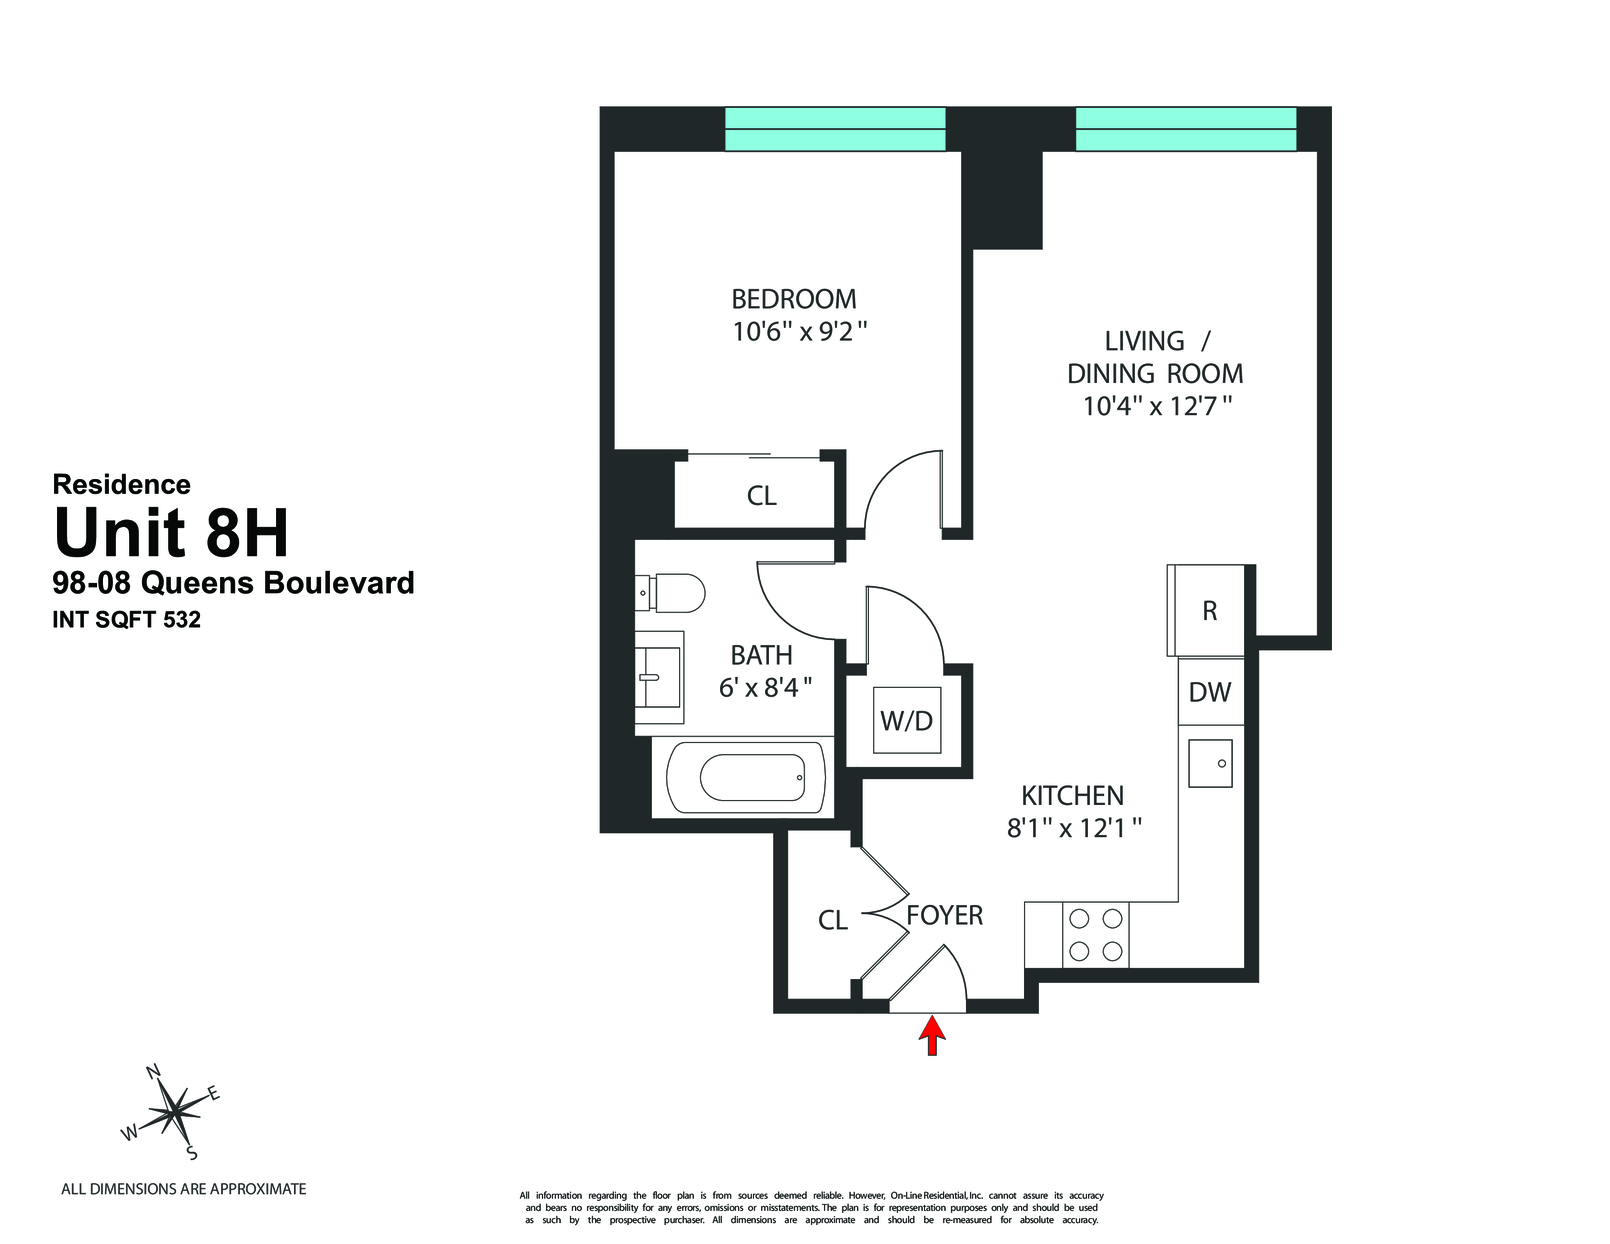 BEDROOM
10'6" x 9'2"
LIVING /
DINING ROOM
10'4" x 12'7"
CL
Residence
Unit 8H
98-08 Queens Boulevard
INT SQFT 532
R
BATH
6' x 8'4"
DW
W/D
KITCHEN
8'1" x 12'1"
CL
FOYER
N
E
W
S
ALL DIMENSIONS ARE APPROXIMATE
All information regarding the floor plan is from sources deemed reliable. However, On-Line Residential, Inc. cannot assure its accuracy
and bears no responsibility for any errors, omissions or misstatements. The plan is for representation purposes only and should be used
as such by the prospective purchaser. All dimensions are approximate and should be re-measured for absolute accuracy.